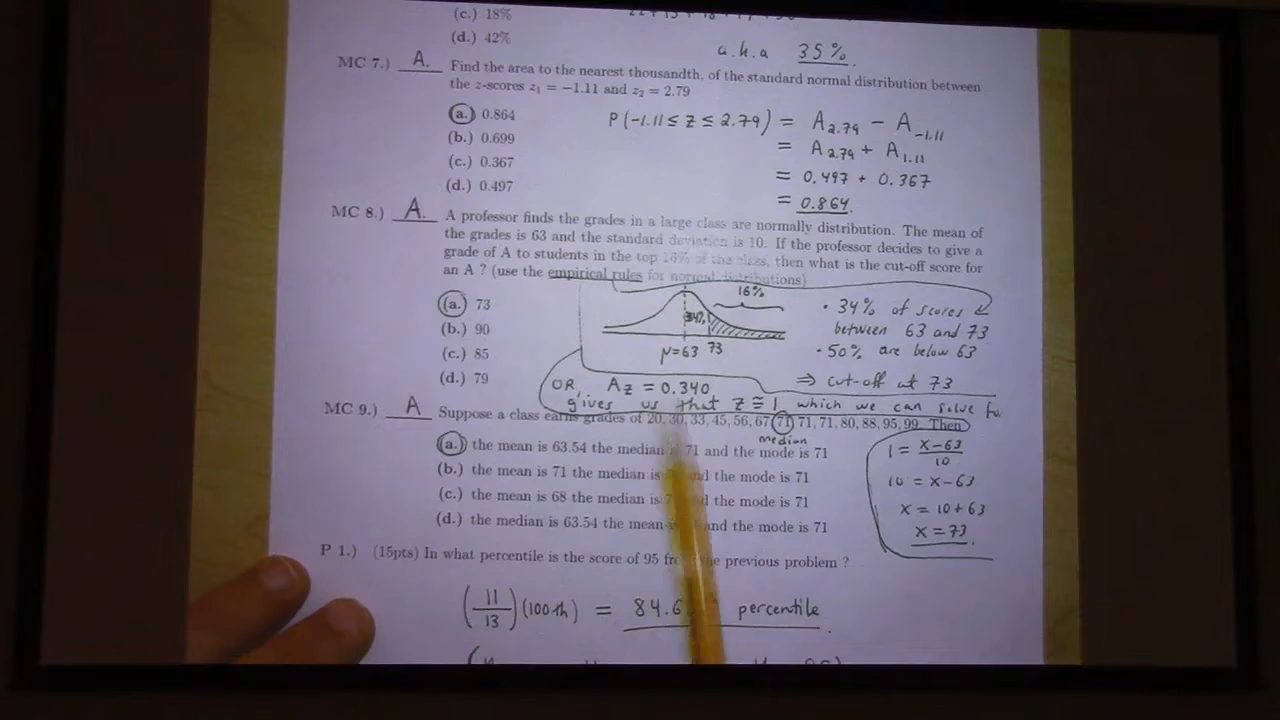 (c.) 18%
(d.) 42%
a.k.a 35%.
MC 7.) A. Find the area to the nearest thousandth, of the standard normal distribution between
the z-scores z₁ = −1.11 and z₂ = 2.79
(a.) 0.864
(b.) 0.699
(c.) 0.367
(d.) 0.497
P(-1.11 ≤ z ≤ 2.79) = A₂.₇₉ − A₋₁.₁₁
= A₂.₇₉ + A₁.₁₁
= 0.497 + 0.367
= 0.864.
MC 8.) A. A professor finds the grades in a large class are normally distribution. The mean of
the grades is 63 and the standard deviation is 10. If the professor decides to give a
grade of A to students in the top 16% of the class, then what is the cut-off score for
an A ? (use the empirical rules for normal distributions)
(a.) 73
(b.) 90
(c.) 85
(d.) 79
16%
34%
μ=63 73
• 34% of scores
between 63 and 73
• 50% are below 63
⇒ cut-off at 73
OR, A_z = 0.340
gives us that z ≅ 1 which we can solve for
MC 9.) A Suppose a class earns grades of 20, 30, 33, 45, 56, 67, 71, 71, 71, 80, 88, 95, 99. Then
median
(a.) the mean is 63.54 the median is 71 and the mode is 71
(b.) the mean is 71 the median is and the mode is 71
(c.) the mean is 68 the median is and the mode is 71
(d.) the median is 63.54 the mean is and the mode is 71
1 = x−63/10
10 = x−63
x = 10+63
x = 73.
P 1.) (15pts) In what percentile is the score of 95 from the previous problem ?
(11/13)(100th) = 84.6 percentile.